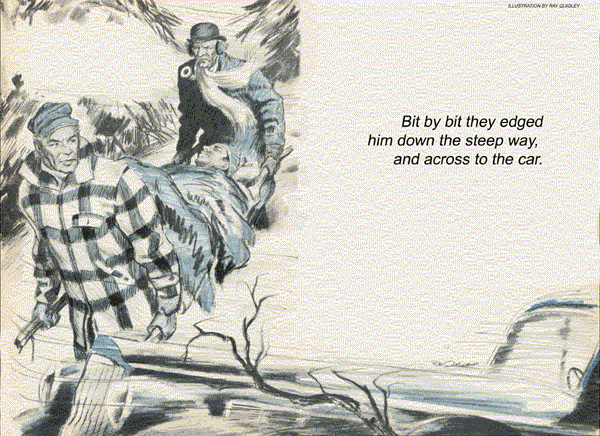 ILLUSTRATION BY RAY QUIGLEY
Bit by bit they edged
him down the steep way,
and across to the car.